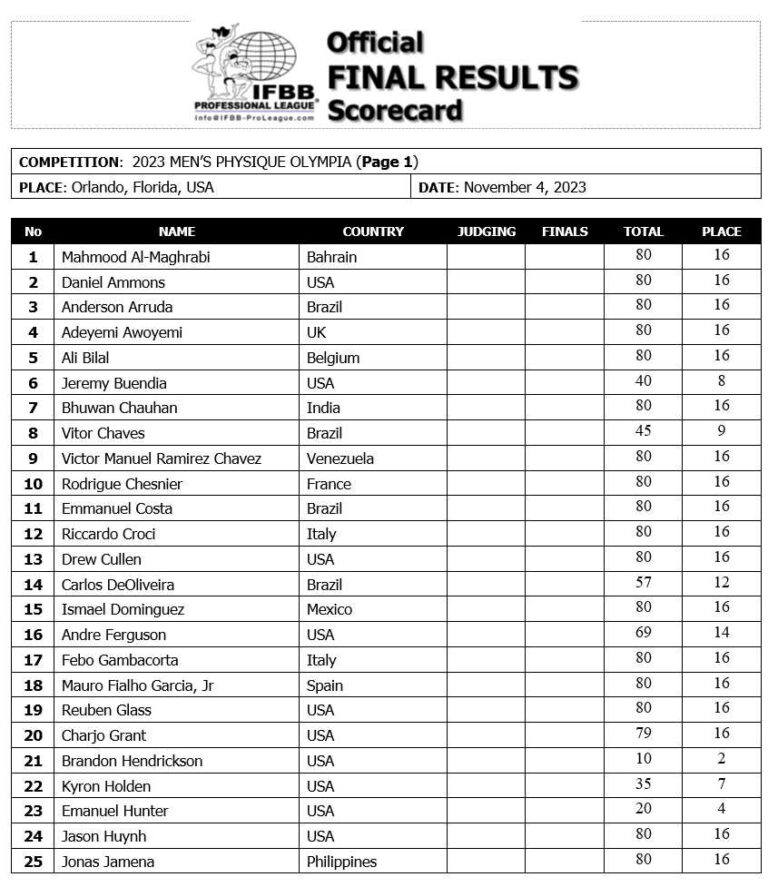 Official
FINAL RESULTS
Scorecard
IFBB
PROFESSIONAL LEAGUE®
Info@IFBB-ProLeague.com
COMPETITION: 2023 MEN'S PHYSIQUE OLYMPIA (Page 1)
PLACE: Orlando, Florida, USA DATE: November 4, 2023
No NAME COUNTRY JUDGING FINALS TOTAL PLACE
1 Mahmood Al-Maghrabi Bahrain 80 16
2 Daniel Ammons USA 80 16
3 Anderson Arruda Brazil 80 16
4 Adeyemi Awoyemi UK 80 16
5 Ali Bilal Belgium 80 16
6 Jeremy Buendia USA 40 8
7 Bhuwan Chauhan India 80 16
8 Vitor Chaves Brazil 45 9
9 Victor Manuel Ramirez Chavez Venezuela 80 16
10 Rodrigue Chesnier France 80 16
11 Emmanuel Costa Brazil 80 16
12 Riccardo Croci Italy 80 16
13 Drew Cullen USA 80 16
14 Carlos DeOliveira Brazil 57 12
15 Ismael Dominguez Mexico 80 16
16 Andre Ferguson USA 69 14
17 Febo Gambacorta Italy 80 16
18 Mauro Fialho Garcia, Jr Spain 80 16
19 Reuben Glass USA 80 16
20 Charjo Grant USA 79 16
21 Brandon Hendrickson USA 10 2
22 Kyron Holden USA 35 7
23 Emanuel Hunter USA 20 4
24 Jason Huynh USA 80 16
25 Jonas Jamena Philippines 80 16